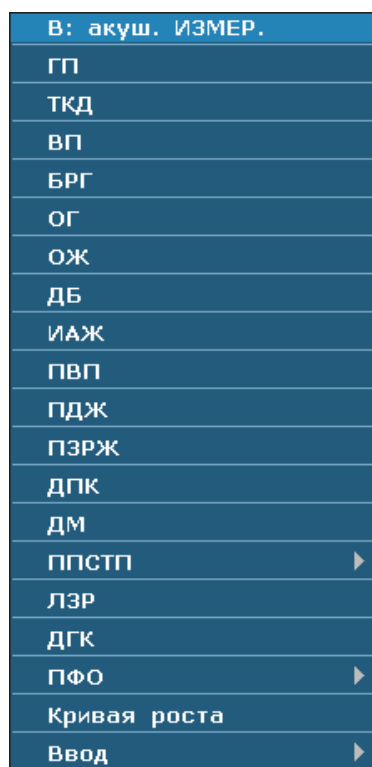 В: акуш. ИЗМЕР.
ГП
ТКД
ВП
БРГ
ОГ
ОЖ
ДБ
ИАЖ
ПВП
ПДЖ
ПЗРЖ
ДПК
ДМ
ППСТП
ЛЗР
ДГК
ПФО
Кривая роста
Ввод